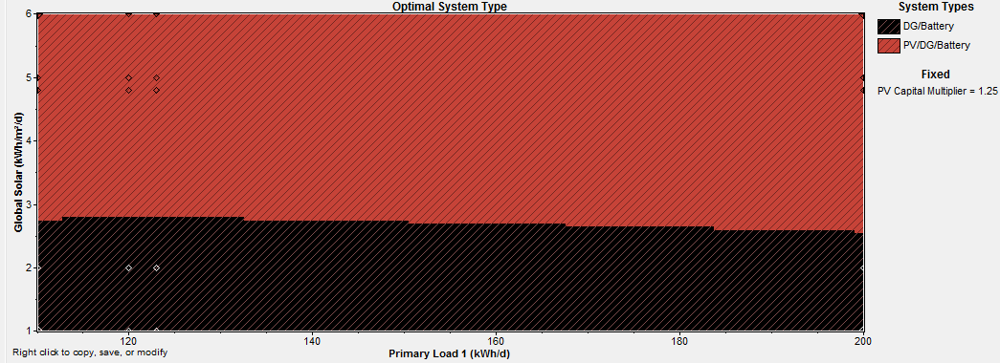 Optimal System Type
System Types
DG/Battery
PV/DG/Battery
Fixed
PV Capital Multiplier = 1.25
Global Solar (kWh/m²/d)
6
5
4
3
2
1
120
140
160
180
200
Primary Load 1 (kWh/d)
Right click to copy, save, or modify